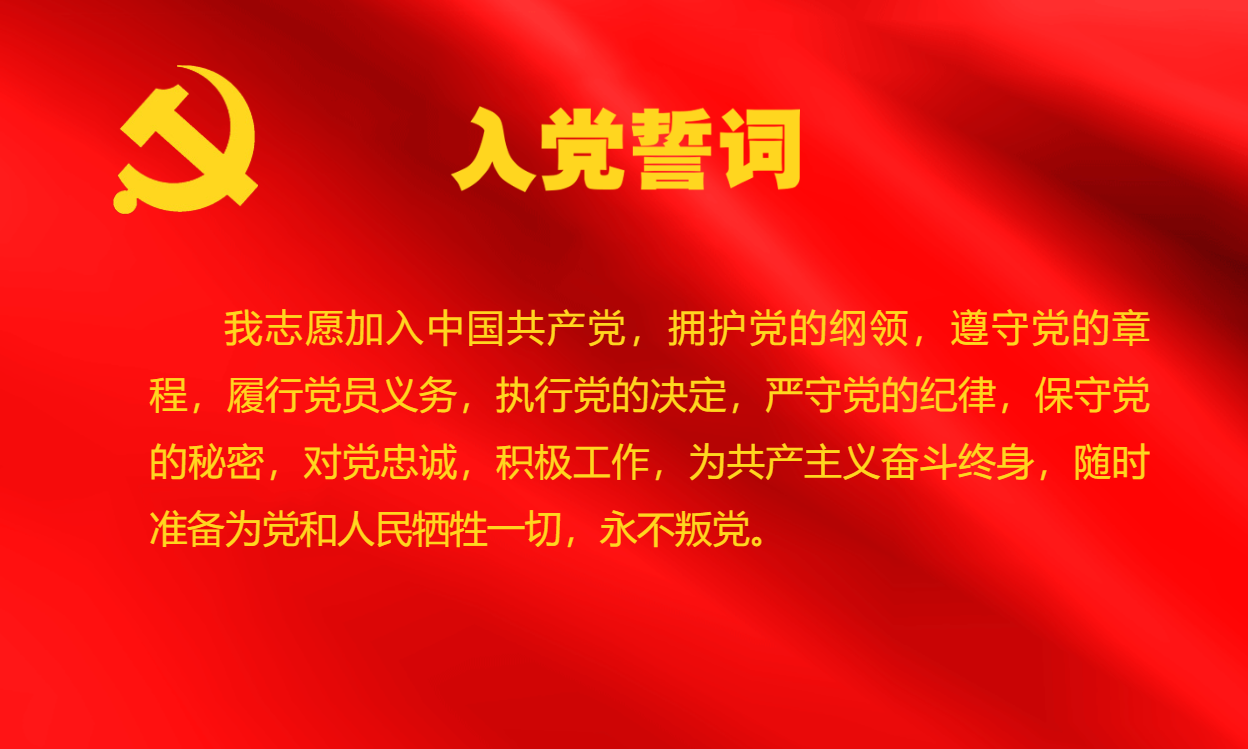 入党誓词
我志愿加入中国共产党，拥护党的纲领，遵守党的章
程，履行党员义务，执行党的决定，严守党的纪律，保守党
的秘密，对党忠诚，积极工作，为共产主义奋斗终身，随时
准备为党和人民牺牲一切，永不叛党。